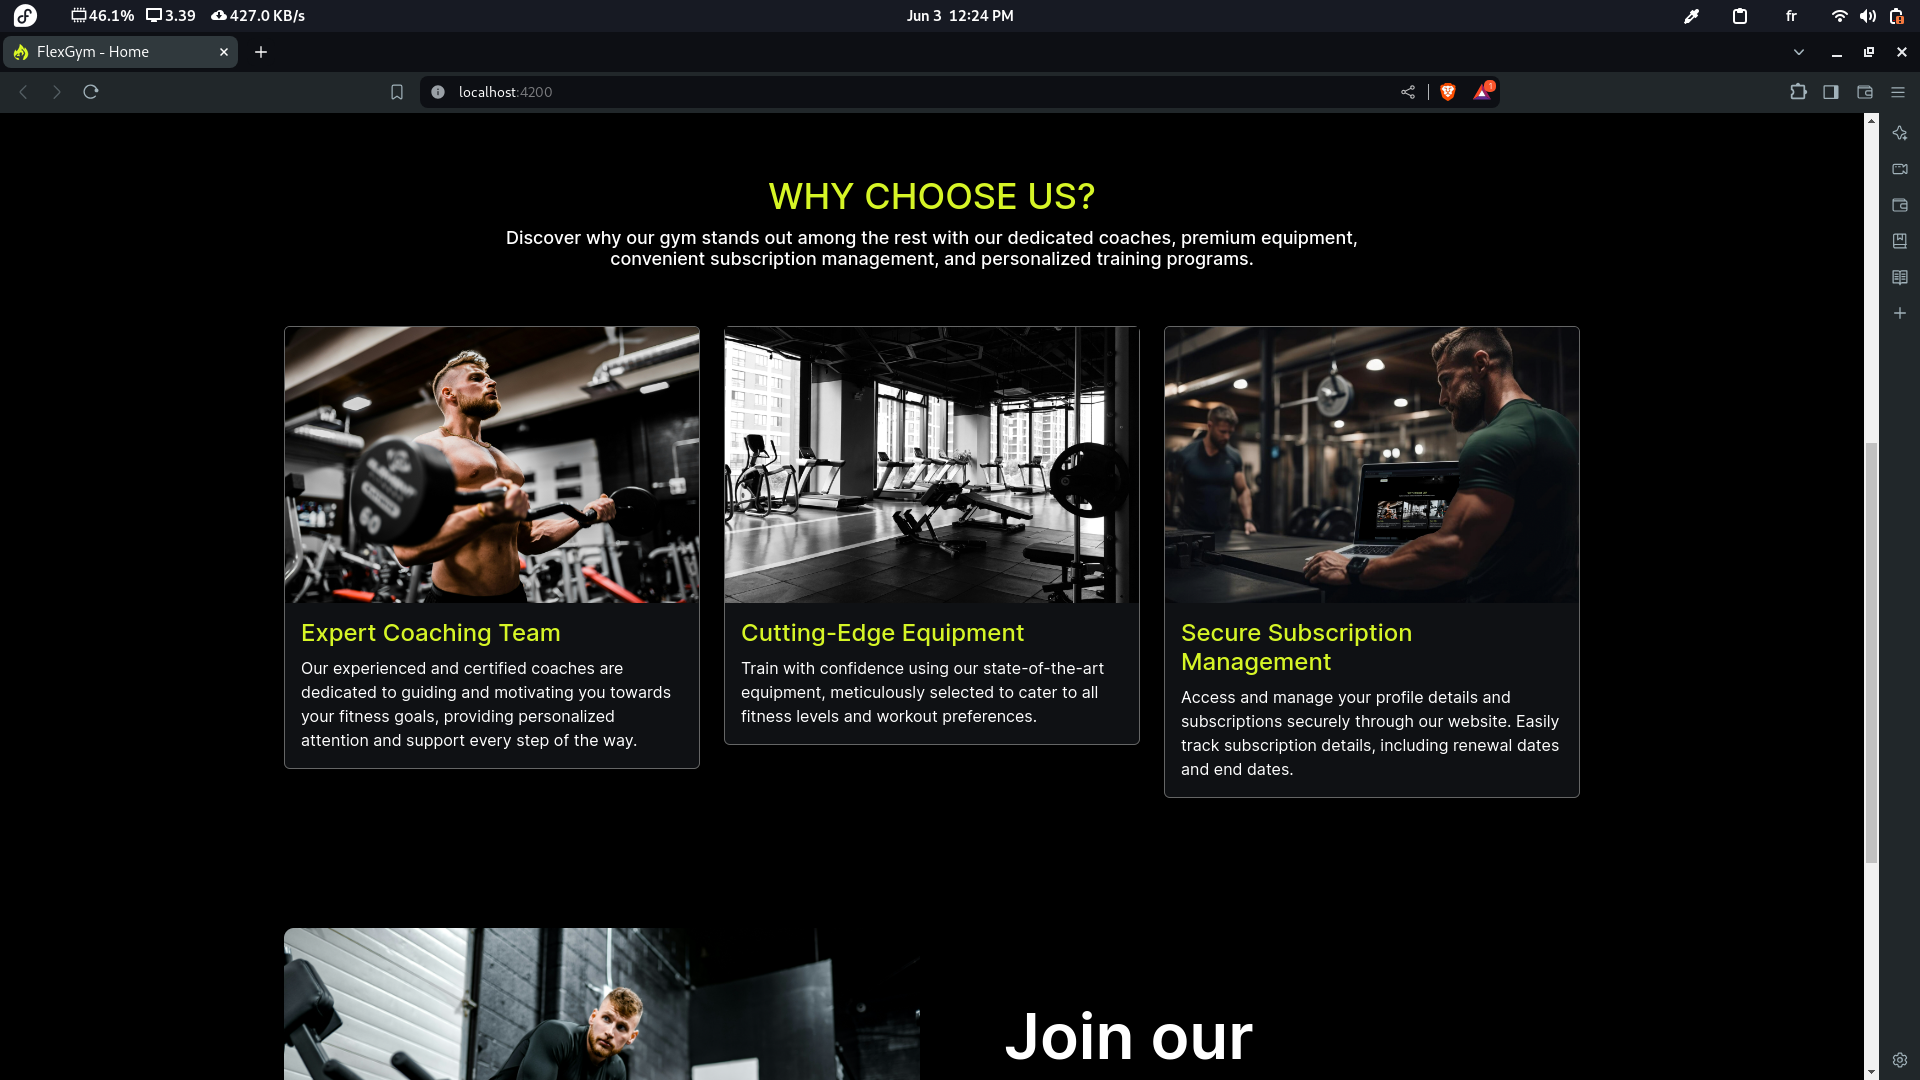 46.1%
3.39
427.0 KB/s
Jun 3 12:24 PM
fr
FlexGym - Home
localhost:4200
1
WHY CHOOSE US?
Discover why our gym stands out among the rest with our dedicated coaches, premium equipment,
convenient subscription management, and personalized training programs.
60
Expert Coaching Team
Our experienced and certified coaches are
dedicated to guiding and motivating you towards
your fitness goals, providing personalized
attention and support every step of the way.
Cutting-Edge Equipment
Train with confidence using our state-of-the-art
equipment, meticulously selected to cater to all
fitness levels and workout preferences.
Secure Subscription
Management
Access and manage your profile details and
subscriptions securely through our website. Easily
track subscription details, including renewal dates
and end dates.
Join our